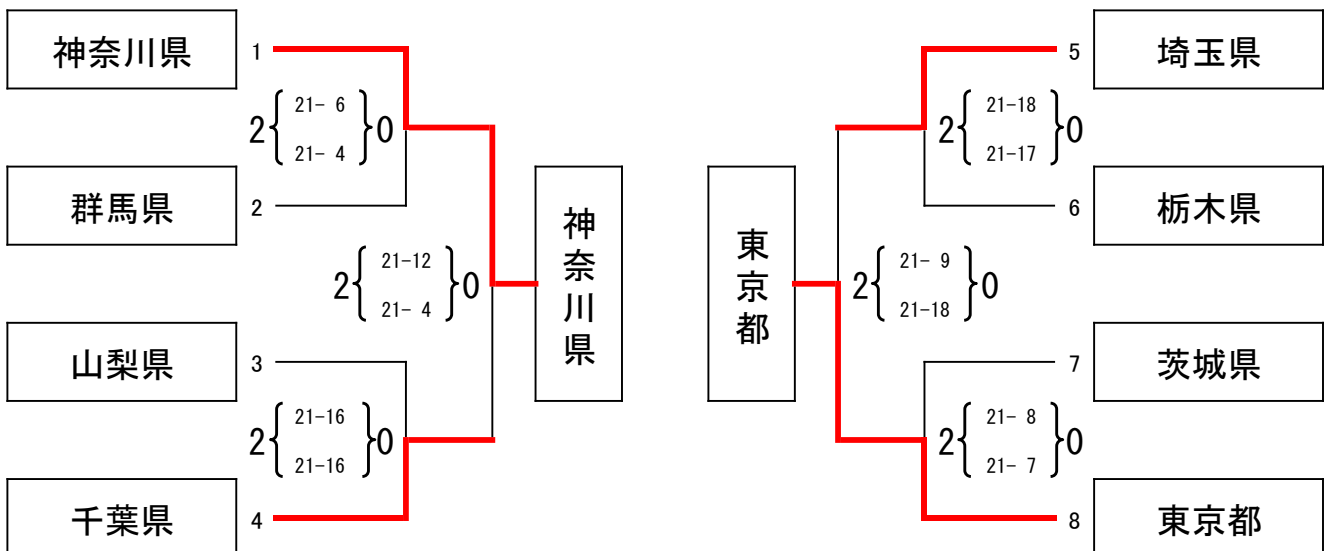 神奈川県 1
2 { 21- 6 } 0
21- 4
群馬県 2
2 { 21-12 } 0
21- 4
山梨県 3
2 { 21-16 } 0
21-16
千葉県 4
神奈川県
東京都
5 埼玉県
2 { 21-18 } 0
21-17
6 栃木県
2 { 21- 9 } 0
21-18
7 茨城県
2 { 21- 8 } 0
21- 7
8 東京都